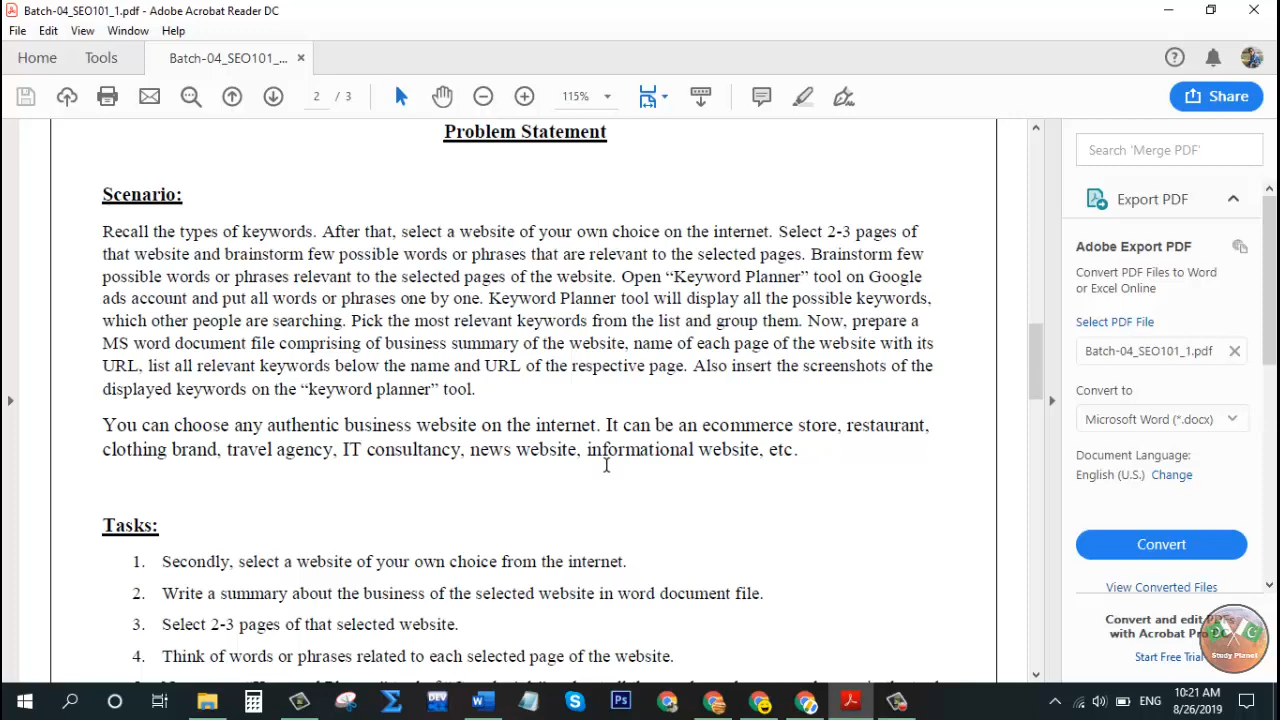 Batch-04_SEO101_1.pdf - Adobe Acrobat Reader DC
File Edit View Window Help
Home Tools Batch-04_SEO101_... ×
2 / 3 115% Share
Problem Statement
Scenario:
Recall the types of keywords. After that, select a website of your own choice on the internet. Select 2-3 pages of
that website and brainstorm few possible words or phrases that are relevant to the selected pages. Brainstorm few
possible words or phrases relevant to the selected pages of the website. Open “Keyword Planner” tool on Google
ads account and put all words or phrases one by one. Keyword Planner tool will display all the possible keywords,
which other people are searching. Pick the most relevant keywords from the list and group them. Now, prepare a
MS word document file comprising of business summary of the website, name of each page of the website with its
URL, list all relevant keywords below the name and URL of the respective page. Also insert the screenshots of the
displayed keywords on the “keyword planner” tool.
You can choose any authentic business website on the internet. It can be an ecommerce store, restaurant,
clothing brand, travel agency, IT consultancy, news website, informational website, etc.
Tasks:
1. Secondly, select a website of your own choice from the internet.
2. Write a summary about the business of the selected website in word document file.
3. Select 2-3 pages of that selected website.
4. Think of words or phrases related to each selected page of the website.
Search 'Merge PDF'
Export PDF
Adobe Export PDF
Convert PDF Files to Word
or Excel Online
Select PDF File
Batch-04_SEO101_1.pdf
Convert to
Microsoft Word (*.docx)
Document Language:
English (U.S.) Change
Convert
View Converted Files
Convert and edit PDFs
with Acrobat Pro DC
Start Free Trial
Study Planet
ENG
10:21 AM
8/26/2019